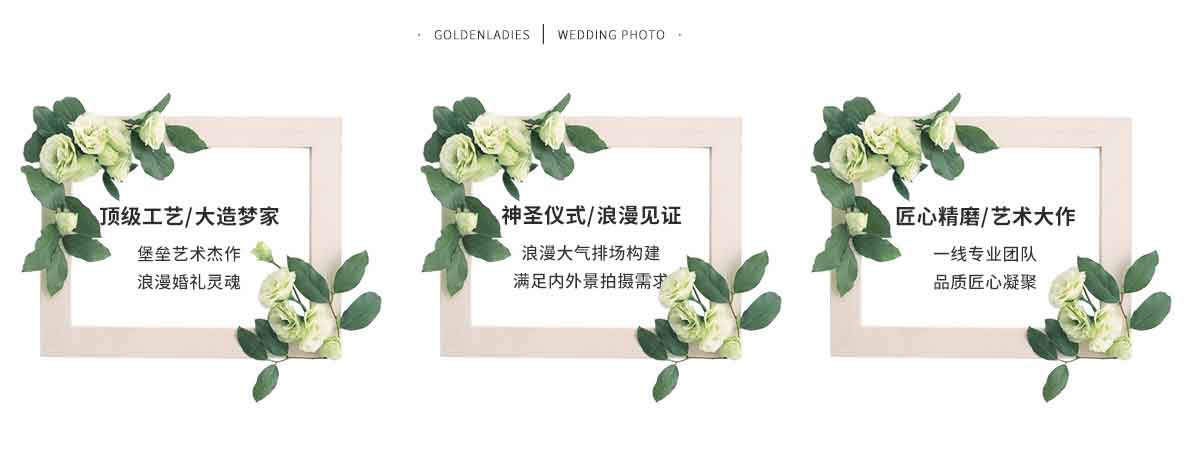 · GOLDENLADIES | WEDDING PHOTO ·
顶级工艺/大造梦家
堡垒艺术杰作
浪漫婚礼灵魂
神圣仪式/浪漫见证
浪漫大气排场构建
满足内外景拍摄需求
匠心精磨/艺术大作
一线专业团队
品质匠心凝聚